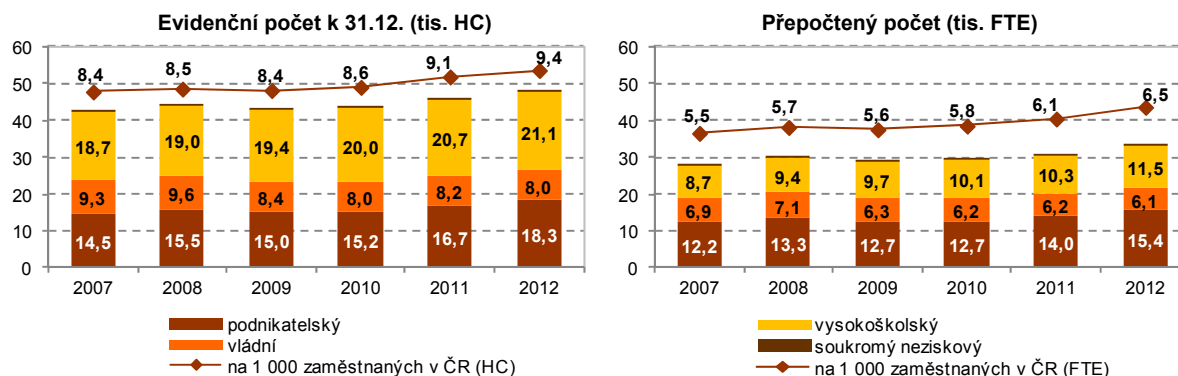 Evidenční počet k 31.12. (tis. HC)
60
50
40
30
20
10
0
8,4 8,5 8,4 8,6 9,1 9,4
18,7 19,0 19,4 20,0 20,7 21,1
9,3 9,6 8,4 8,0 8,2 8,0
14,5 15,5 15,0 15,2 16,7 18,3
2007 2008 2009 2010 2011 2012
podnikatelský
vládní
na 1 000 zaměstnaných v ČR (HC)
Přepočtený počet (tis. FTE)
60
50
40
30
20
10
0
5,5 5,7 5,6 5,8 6,1 6,5
8,7 9,4 9,7 10,1 10,3 11,5
6,9 7,1 6,3 6,2 6,2 6,1
12,2 13,3 12,7 12,7 14,0 15,4
2007 2008 2009 2010 2011 2012
vysokoškolský
soukromý neziskový
na 1 000 zaměstnaných v ČR (FTE)